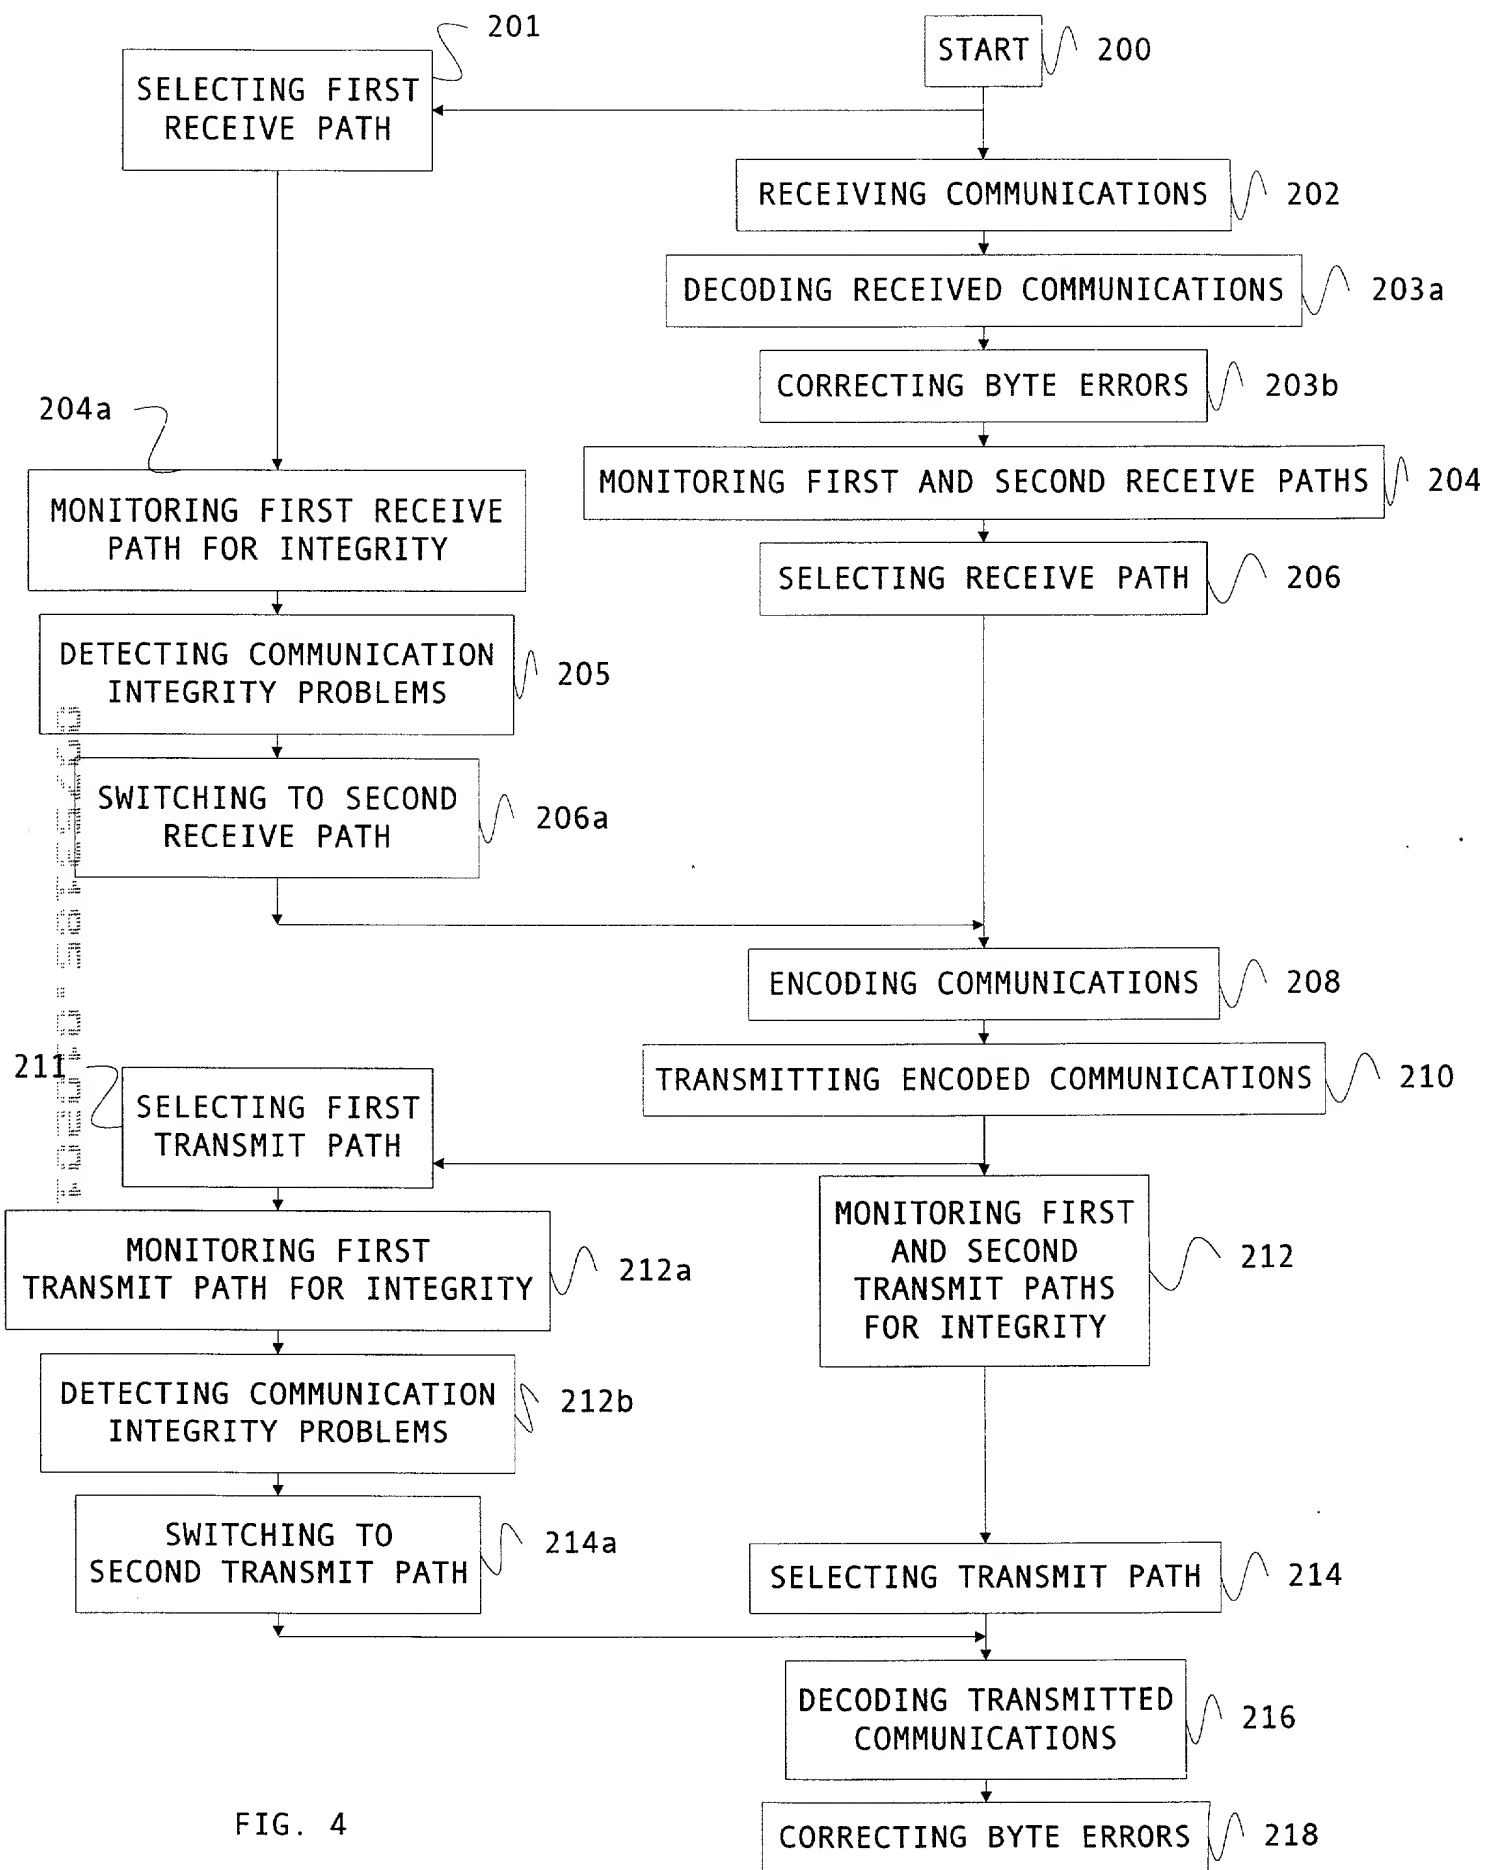 201
START
200
SELECTING FIRST
RECEIVE PATH
RECEIVING COMMUNICATIONS
202
DECODING RECEIVED COMMUNICATIONS
203a
CORRECTING BYTE ERRORS
203b
204a
MONITORING FIRST AND SECOND RECEIVE PATHS
204
MONITORING FIRST RECEIVE
PATH FOR INTEGRITY
SELECTING RECEIVE PATH
206
DETECTING COMMUNICATION
INTEGRITY PROBLEMS
205
SWITCHING TO SECOND
RECEIVE PATH
206a
ENCODING COMMUNICATIONS
208
211
TRANSMITTING ENCODED COMMUNICATIONS
210
SELECTING FIRST
TRANSMIT PATH
MONITORING FIRST
AND SECOND
TRANSMIT PATHS
FOR INTEGRITY
212
MONITORING FIRST
TRANSMIT PATH FOR INTEGRITY
212a
DETECTING COMMUNICATION
INTEGRITY PROBLEMS
212b
SWITCHING TO
SECOND TRANSMIT PATH
214a
SELECTING TRANSMIT PATH
214
DECODING TRANSMITTED
COMMUNICATIONS
216
CORRECTING BYTE ERRORS
218
FIG. 4